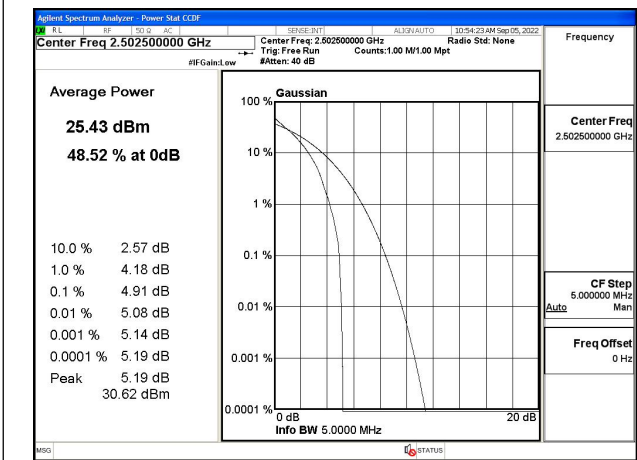 Agilent Spectrum Analyzer - Power Stat CCDF
RL RF 50 Ω AC SENSE:INT ALIGN AUTO 10:54:23 AM Sep 05, 2022
Center Freq 2.502500000 GHz
Center Freq: 2.502500000 GHz Radio Std: None
Trig: Free Run Counts:1.00 M/1.00 Mpt
#IFGain:Low #Atten: 40 dB
Frequency
Average Power
25.43 dBm
48.52 % at 0dB
10.0 % 2.57 dB
1.0 % 4.18 dB
0.1 % 4.91 dB
0.01 % 5.08 dB
0.001 % 5.14 dB
0.0001 % 5.19 dB
Peak 5.19 dB
30.62 dBm
Gaussian
100 %
10 %
1 %
0.1 %
0.01 %
0.001 %
0.0001 %
0 dB 20 dB
Info BW 5.0000 MHz
Center Freq
2.502500000 GHz
CF Step
5.000000 MHz
Auto Man
Freq Offset
0 Hz
MSG STATUS